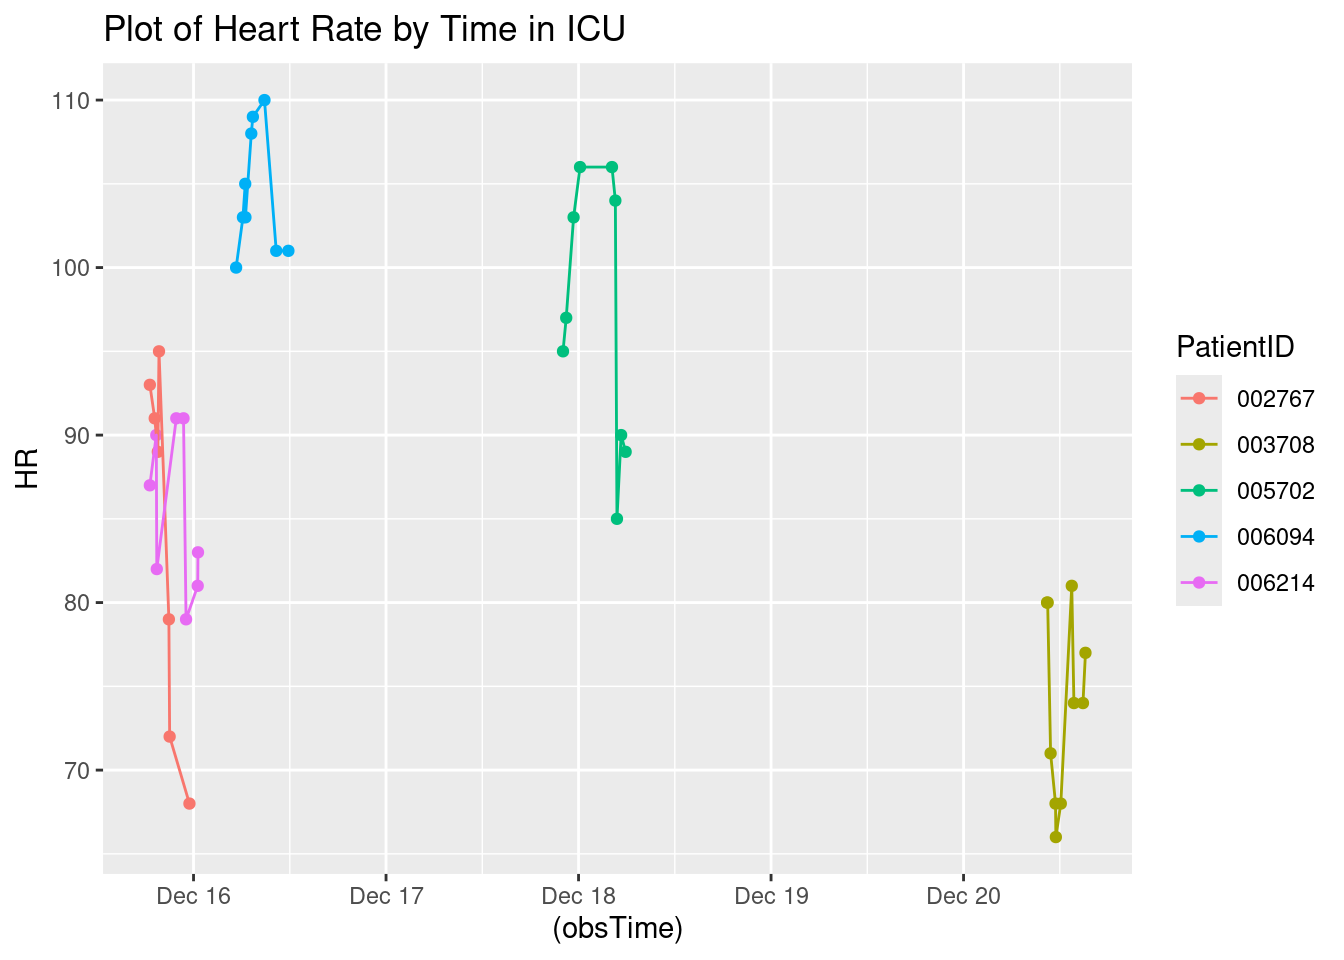 Plot of Heart Rate by Time in ICU
110
100
90
80
70
HR
Dec 16
Dec 17
Dec 18
Dec 19
Dec 20
(obsTime)
PatientID
002767
003708
005702
006094
006214